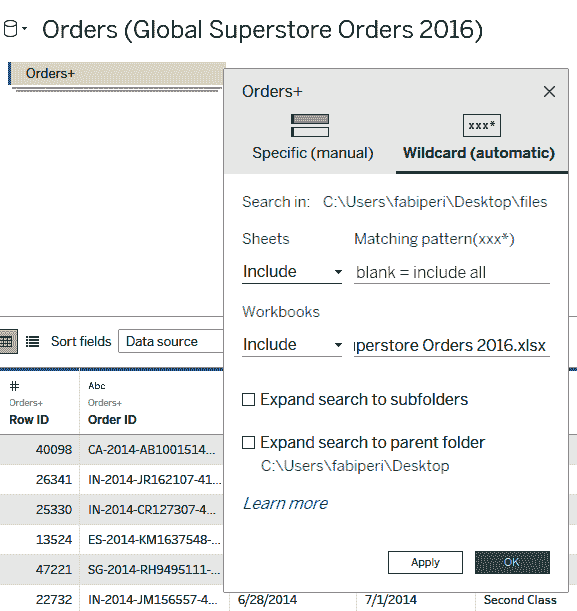 Orders (Global Superstore Orders 2016)
Orders+
Orders+
xxx*
Specific (manual) Wildcard (automatic)
Search in: C:\Users\fabiperi\Desktop\files
Sheets Matching pattern(xxx*)
Include blank = include all
Workbooks
Include uperstore Orders 2016.xlsx
Expand search to subfolders
Expand search to parent folder
C:\Users\fabiperi\Desktop
Learn more
Apply OK
Sort fields Data source
# Abc
Orders+ Orders+
Row ID Order ID
40098 CA-2014-AB1001514...
26341 IN-2014-JR162107-41...
25330 IN-2014-CR127307-4...
13524 ES-2014-KM1637548-...
47221 SG-2014-RH9495111-...
22732 IN-2014-JM156557-4... 6/28/2014 7/1/2014 Second Class